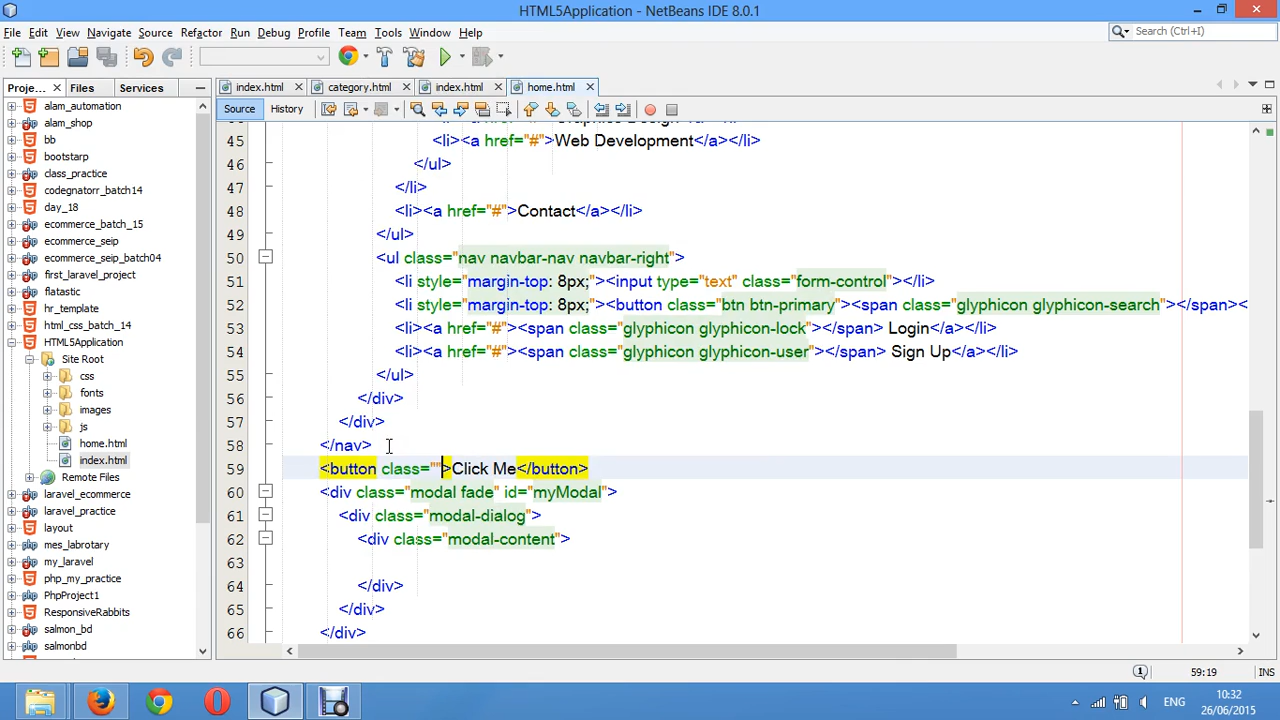 HTML5Application - NetBeans IDE 8.0.1
File Edit View Navigate Source Refactor Run Debug Profile Team Tools Window Help
Search (Ctrl+I)
Proje... Files Services
index.html category.html index.html home.html
Source History
alam_automation
alam_shop
bb
bootstarp
class_practice
codegnatorr_batch14
day_18
ecommerce_batch_15
ecommerce_seip
ecommerce_seip_batch04
first_laravel_project
flatastic
hr_template
html_css_batch_14
HTML5Application
Site Root
css
fonts
images
js
home.html
index.html
Remote Files
laravel_ecommerce
laravel_practice
layout
mes_labrotary
my_laravel
php_my_practice
PhpProject1
ResponsiveRabbits
salmon_bd
salmonbd
45 <li><a href="#">Web Development</a></li>
46 </ul>
47 </li>
48 <li><a href="#">Contact</a></li>
49 </ul>
50 <ul class="nav navbar-nav navbar-right">
51 <li style="margin-top: 8px;"><input type="text" class="form-control"></li>
52 <li style="margin-top: 8px;"><button class="btn btn-primary"><span class="glyphicon glyphicon-search"></span><
53 <li><a href="#"><span class="glyphicon glyphicon-lock"></span> Login</a></li>
54 <li><a href="#"><span class="glyphicon glyphicon-user"></span> Sign Up</a></li>
55 </ul>
56 </div>
57 </div>
58 </nav>
59 <button class="">Click Me</button>
60 <div class="modal fade" id="myModal">
61 <div class="modal-dialog">
62 <div class="modal-content">
63
64 </div>
65 </div>
66 </div>
59:19 INS
ENG
10:32
26/06/2015